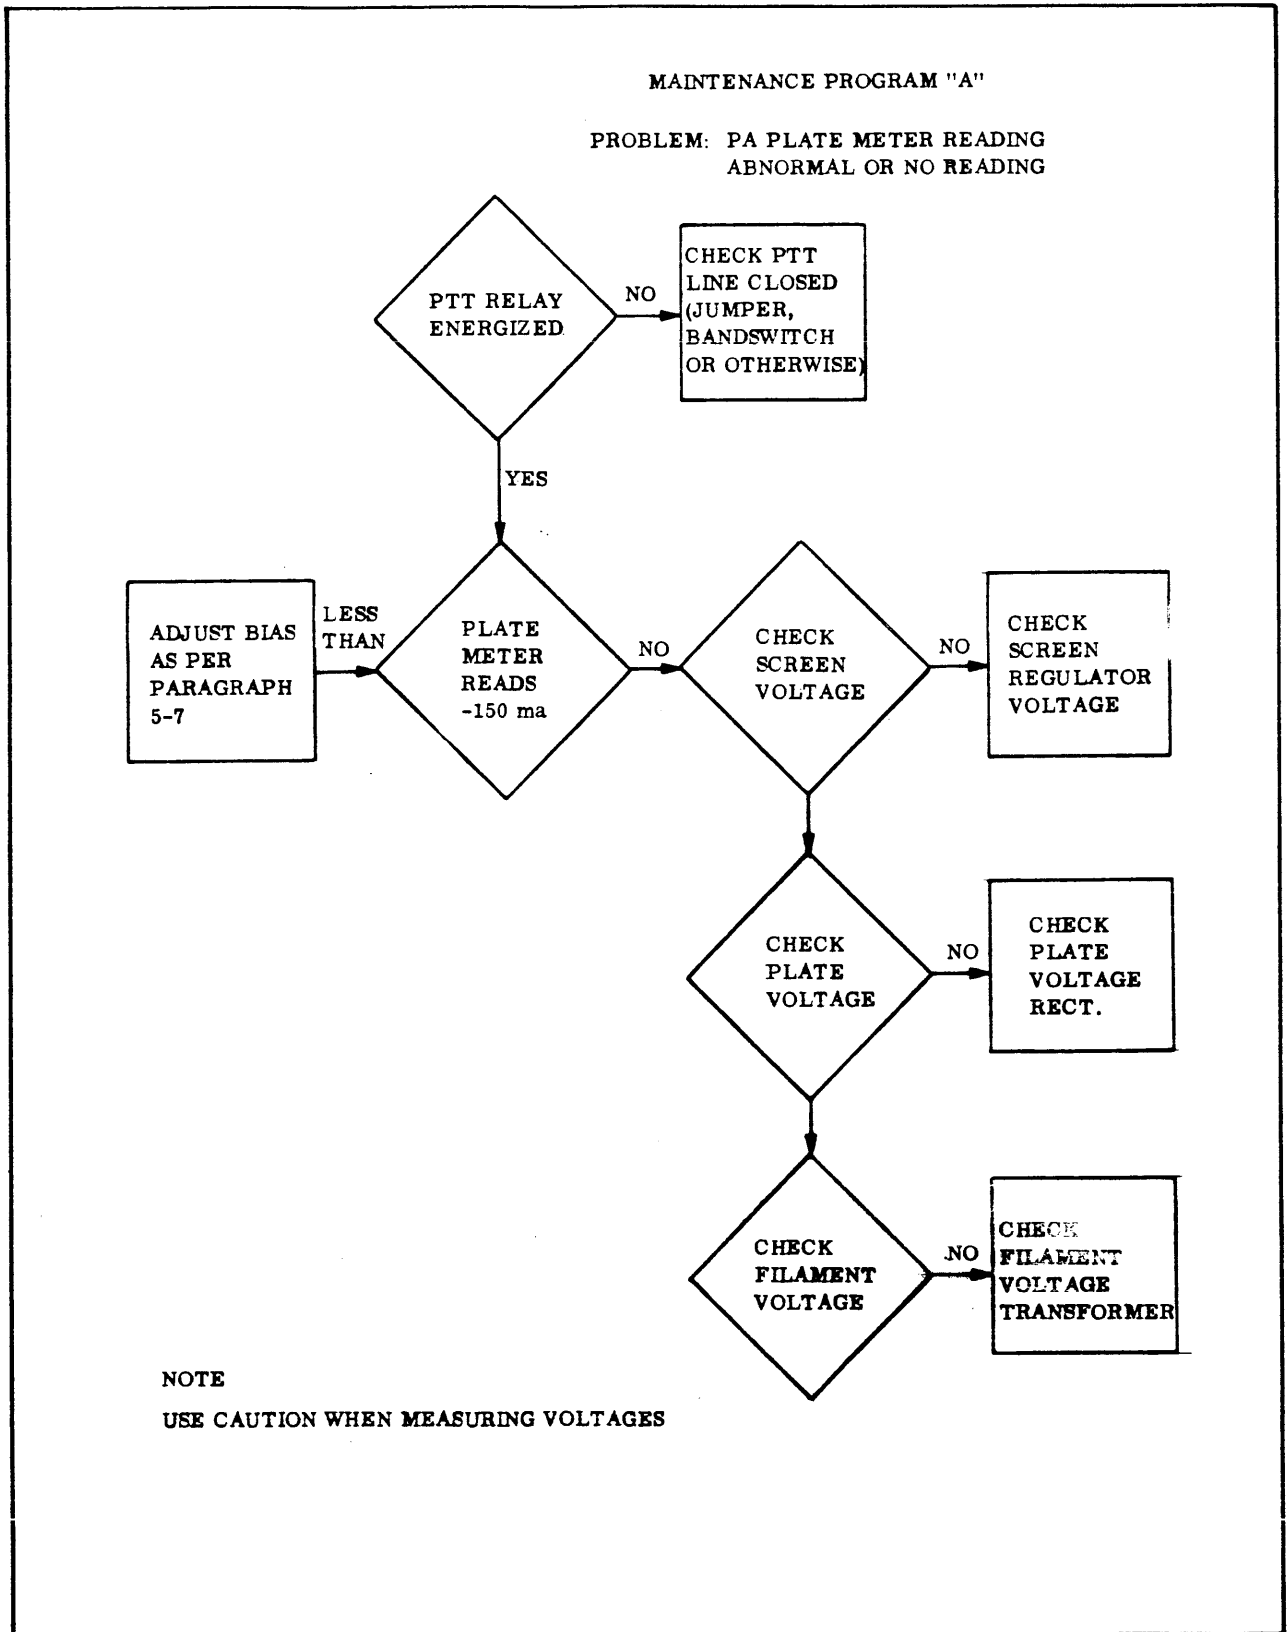 MAINTENANCE PROGRAM "A"
PROBLEM: PA PLATE METER READING
ABNORMAL OR NO READING
PTT RELAY
ENERGIZED
NO
CHECK PTT
LINE CLOSED
(JUMPER,
BANDSWITCH
OR OTHERWISE)
YES
ADJUST BIAS
AS PER
PARAGRAPH
5-7
LESS
THAN
PLATE
METER
READS
-150 ma
NO
CHECK
SCREEN
VOLTAGE
NO
CHECK
SCREEN
REGULATOR
VOLTAGE
CHECK
PLATE
VOLTAGE
NO
CHECK
PLATE
VOLTAGE
RECT.
CHECK
FILAMENT
VOLTAGE
NO
CHECK
FILAMENT
VOLTAGE
TRANSFORMER
NOTE
USE CAUTION WHEN MEASURING VOLTAGES